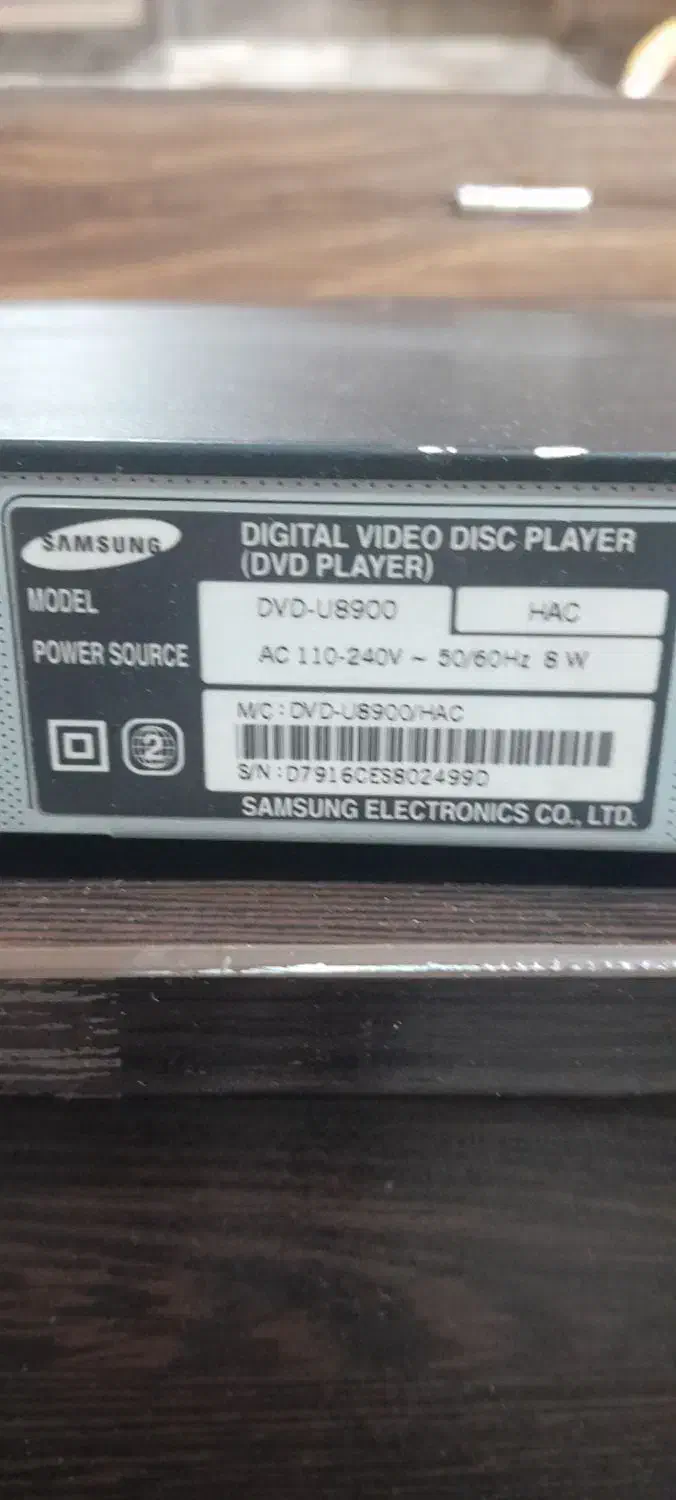 SAMSUNG
DIGITAL VIDEO DISC PLAYER
(DVD PLAYER)
MODEL
DVD-U8900
HAC
POWER SOURCE
AC 110-240V ~ 50/60Hz 8 W
M/C : DVD-U8900/HAC
2
SAMSUNG ELECTRONICS CO., LTD.